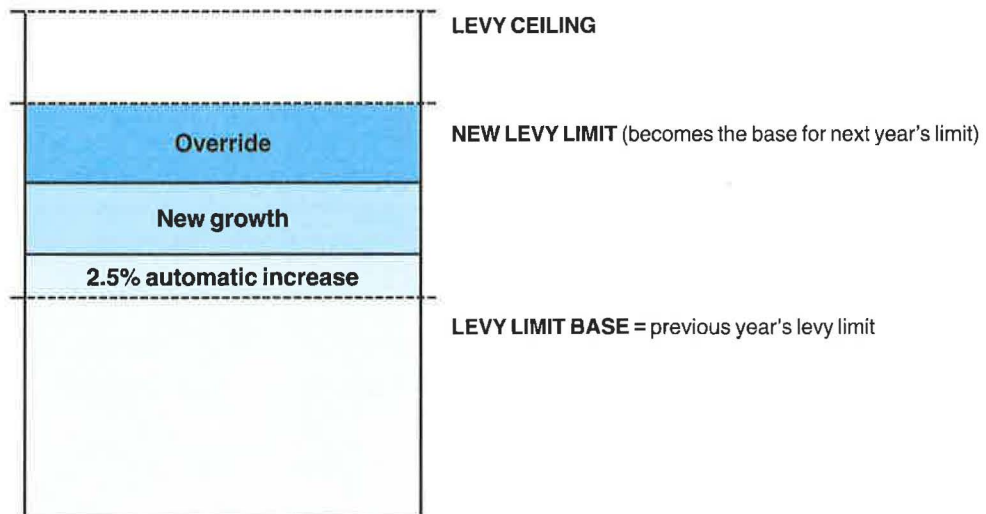 LEVY CEILING
Override
NEW LEVY LIMIT (becomes the base for next year's limit)
New growth
2.5% automatic increase
LEVY LIMIT BASE = previous year's levy limit